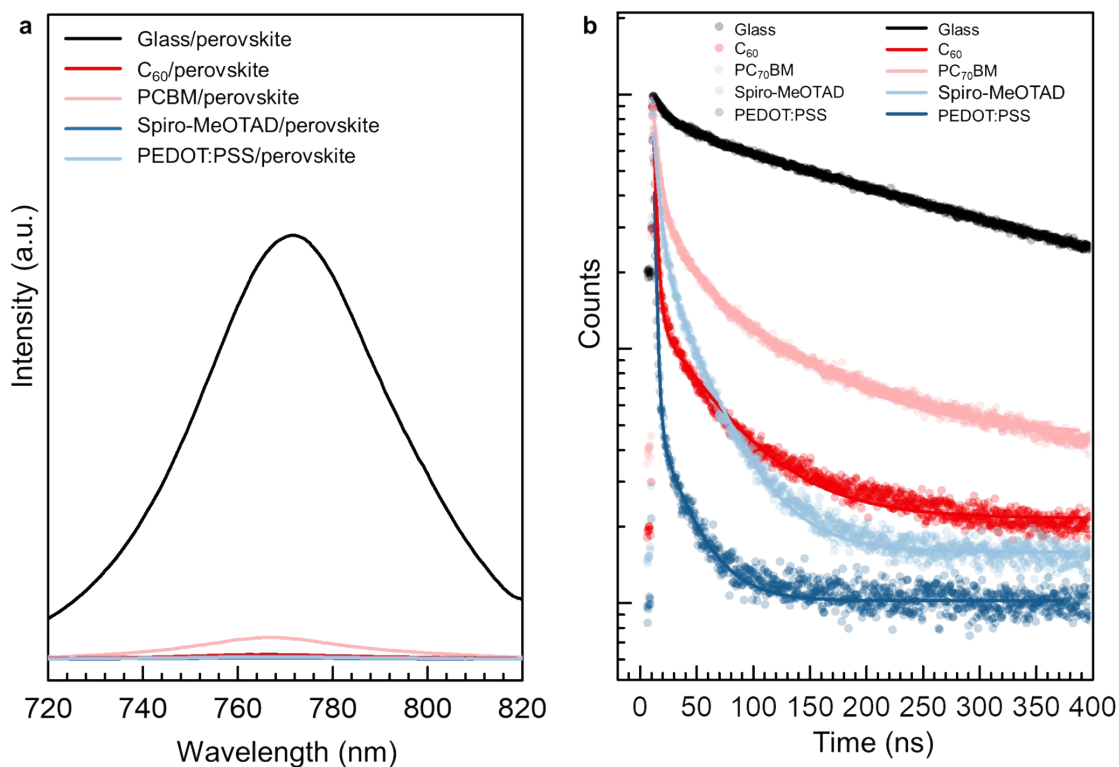 a
Glass/perovskite
C₆₀/perovskite
PCBM/perovskite
Spiro-MeOTAD/perovskite
PEDOT:PSS/perovskite
Intensity (a.u.)
720 740 760 780 800 820
Wavelength (nm)
b
Glass
C₆₀
PC₇₀BM
Spiro-MeOTAD
PEDOT:PSS
Glass
C₆₀
PC₇₀BM
Spiro-MeOTAD
PEDOT:PSS
Counts
0 50 100 150 200 250 300 350 400
Time (ns)